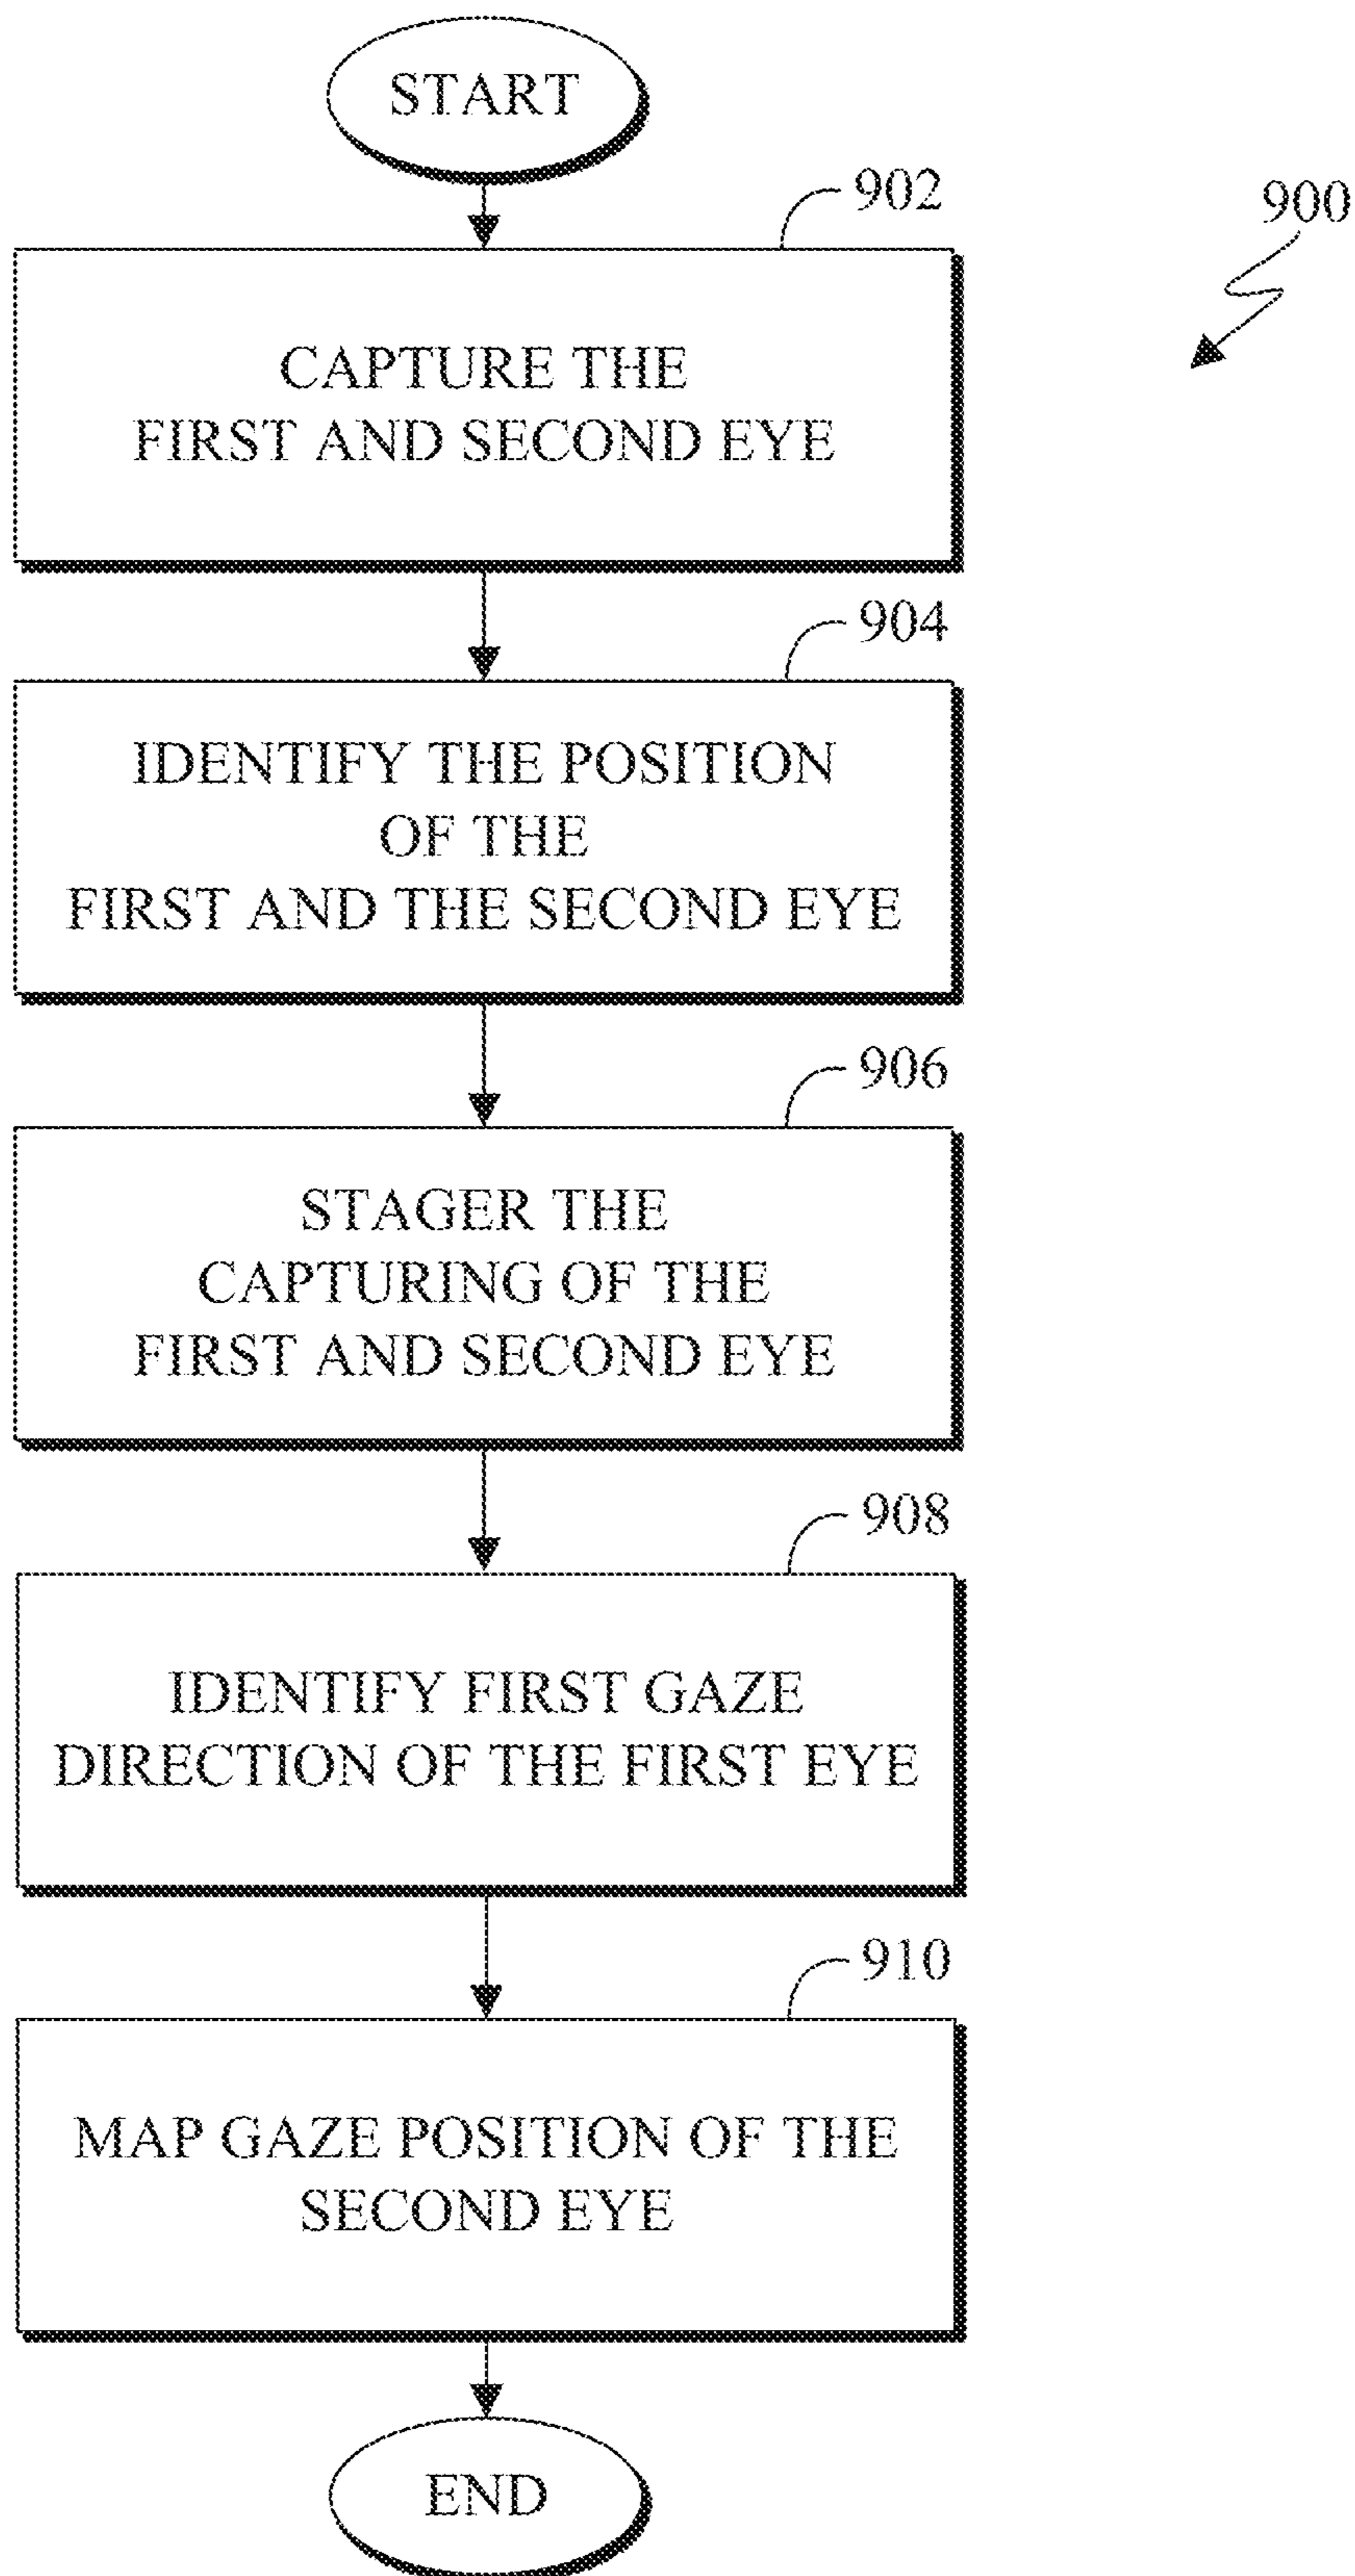 START
902
900
CAPTURE THE
FIRST AND SECOND EYE
904
IDENTIFY THE POSITION
OF THE
FIRST AND THE SECOND EYE
906
STAGER THE
CAPTURING OF THE
FIRST AND SECOND EYE
908
IDENTIFY FIRST GAZE
DIRECTION OF THE FIRST EYE
910
MAP GAZE POSITION OF THE
SECOND EYE
END